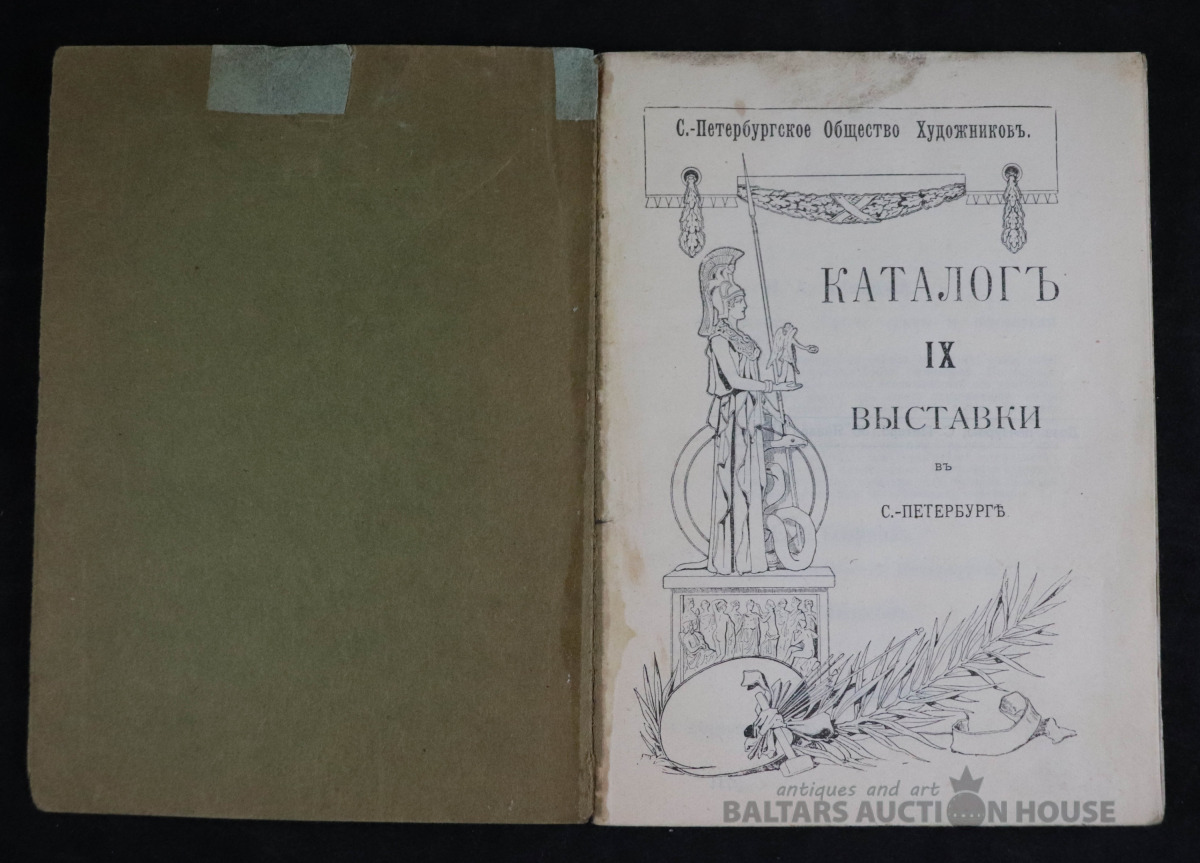 С.-Петербургское Общество Художниковъ.
КАТАЛОГЪ
IX
ВЫСТАВКИ
въ
С.-ПЕТЕРБУРГѢ
antiques and art
BALTARS AUCTION HOUSE